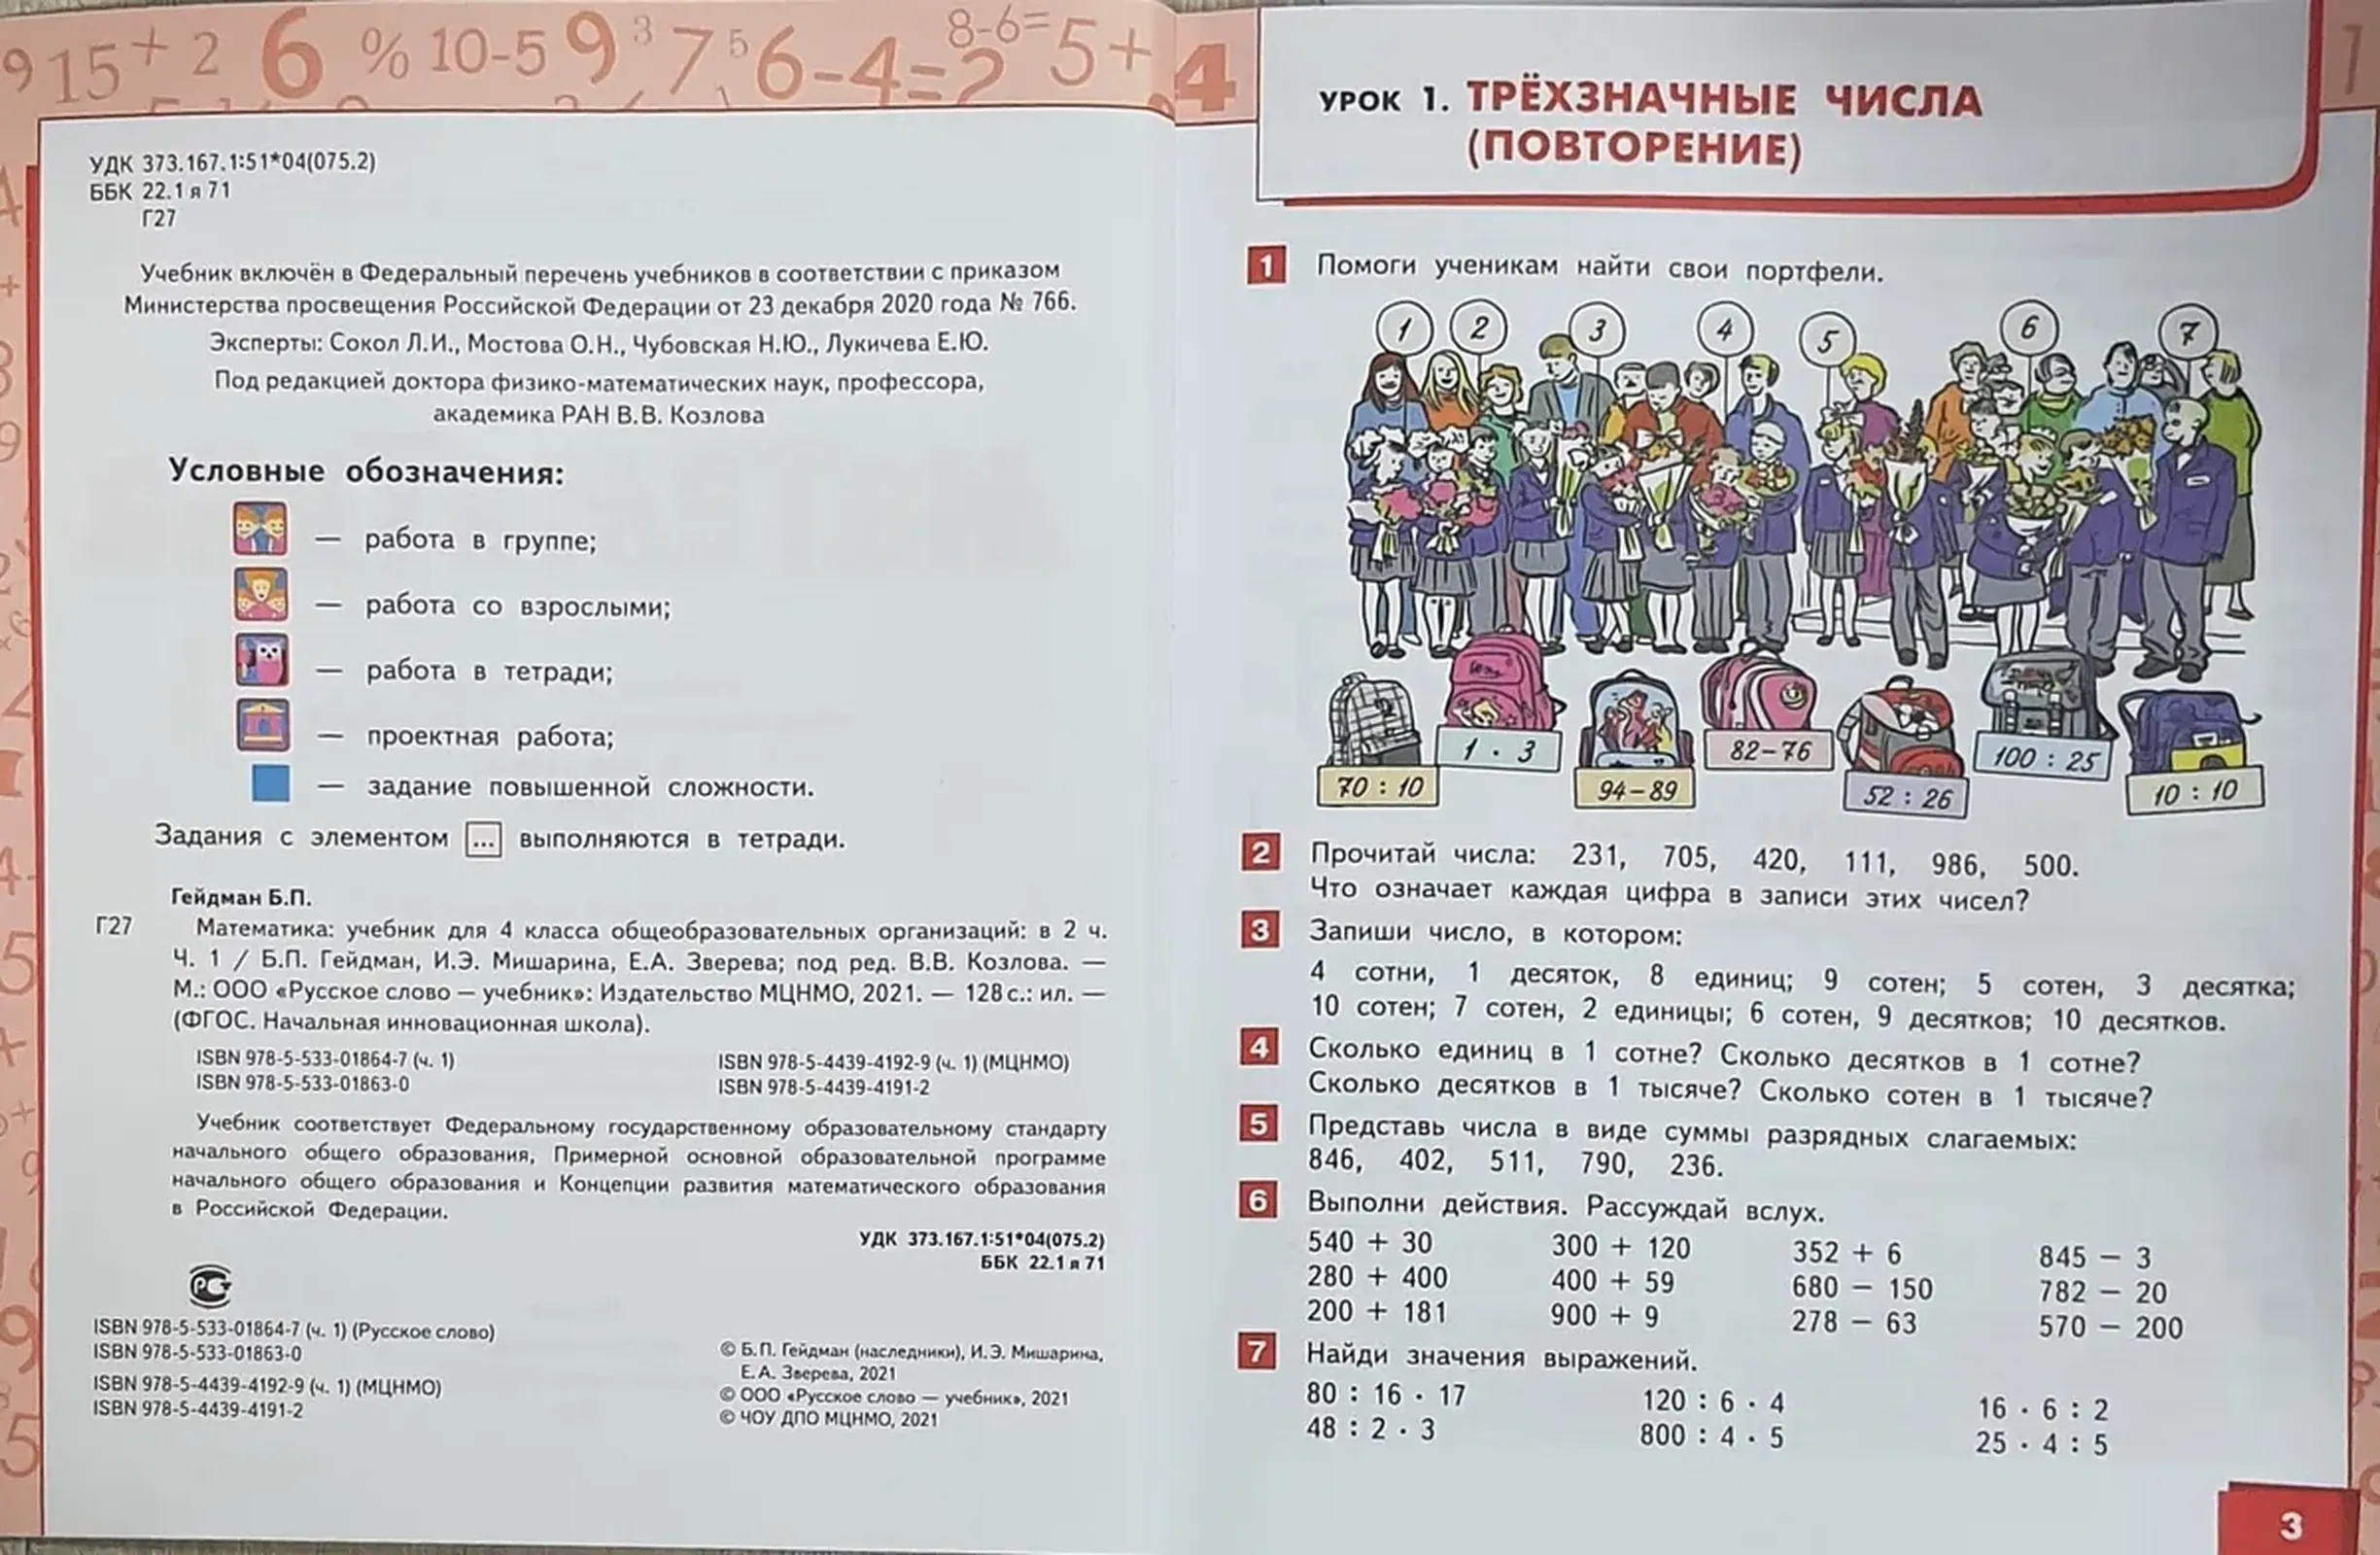 915+ 2 6 % 10-5 9 3 7 5 6-4=2 8-6= 5+ 4
УДК 373.167.1:51*04(075.2)
ББК 22.1я71
Г27
Учебник включён в Федеральный перечень учебников в соответствии с приказом
Министерства просвещения Российской Федерации от 23 декабря 2020 года № 766.
Эксперты: Сокол Л.И., Мостова О.Н., Чубовская Н.Ю., Лукичева Е.Ю.
Под редакцией доктора физико-математических наук, профессора,
академика РАН В.В. Козлова
Условные обозначения:
— работа в группе;
— работа со взрослыми;
— работа в тетради;
— проектная работа;
— задание повышенной сложности.
Задания с элементом ... выполняются в тетради.
Гейдман Б.П.
Г27 Математика: учебник для 4 класса общеобразовательных организаций: в 2 ч.
Ч. 1 / Б.П. Гейдман, И.Э. Мишарина, Е.А. Зверева; под ред. В.В. Козлова. —
М.: ООО «Русское слово — учебник»: Издательство МЦНМО, 2021. — 128 с.: ил. —
(ФГОС. Начальная инновационная школа).
ISBN 978-5-533-01864-7 (ч. 1) ISBN 978-5-4439-4192-9 (ч. 1) (МЦНМО)
ISBN 978-5-533-01863-0 ISBN 978-5-4439-4191-2
Учебник соответствует Федеральному государственному образовательному стандарту
начального общего образования, Примерной основной образовательной программе
начального общего образования и Концепции развития математического образования
в Российской Федерации.
УДК 373.167.1:51*04(075.2)
ББК 22.1я71
РСТ
ISBN 978-5-533-01864-7 (ч. 1) (Русское слово)
ISBN 978-5-533-01863-0
ISBN 978-5-4439-4192-9 (ч. 1) (МЦНМО)
ISBN 978-5-4439-4191-2
© Б.П. Гейдман (наследники), И.Э. Мишарина,
Е.А. Зверева, 2021
© ООО «Русское слово — учебник», 2021
© ЧОУ ДПО МЦНМО, 2021
УРОК 1. ТРЁХЗНАЧНЫЕ ЧИСЛА
(ПОВТОРЕНИЕ)
1 Помоги ученикам найти свои портфели.
1 2 3 4 5 6 7
70 : 10 1 · 3 94-89 82-76 52 : 26 100 : 25 10 : 10
2 Прочитай числа: 231, 705, 420, 111, 986, 500.
Что означает каждая цифра в записи этих чисел?
3 Запиши число, в котором:
4 сотни, 1 десяток, 8 единиц; 9 сотен; 5 сотен, 3 десятка;
10 сотен; 7 сотен, 2 единицы; 6 сотен, 9 десятков; 10 десятков.
4 Сколько единиц в 1 сотне? Сколько десятков в 1 сотне?
Сколько десятков в 1 тысяче? Сколько сотен в 1 тысяче?
5 Представь числа в виде суммы разрядных слагаемых:
846, 402, 511, 790, 236.
6 Выполни действия. Рассуждай вслух.
540 + 30 300 + 120 352 + 6 845 − 3
280 + 400 400 + 59 680 − 150 782 − 20
200 + 181 900 + 9 278 − 63 570 − 200
7 Найди значения выражений.
80 : 16 · 17 120 : 6 · 4 16 · 6 : 2
48 : 2 · 3 800 : 4 · 5 25 · 4 : 5
3